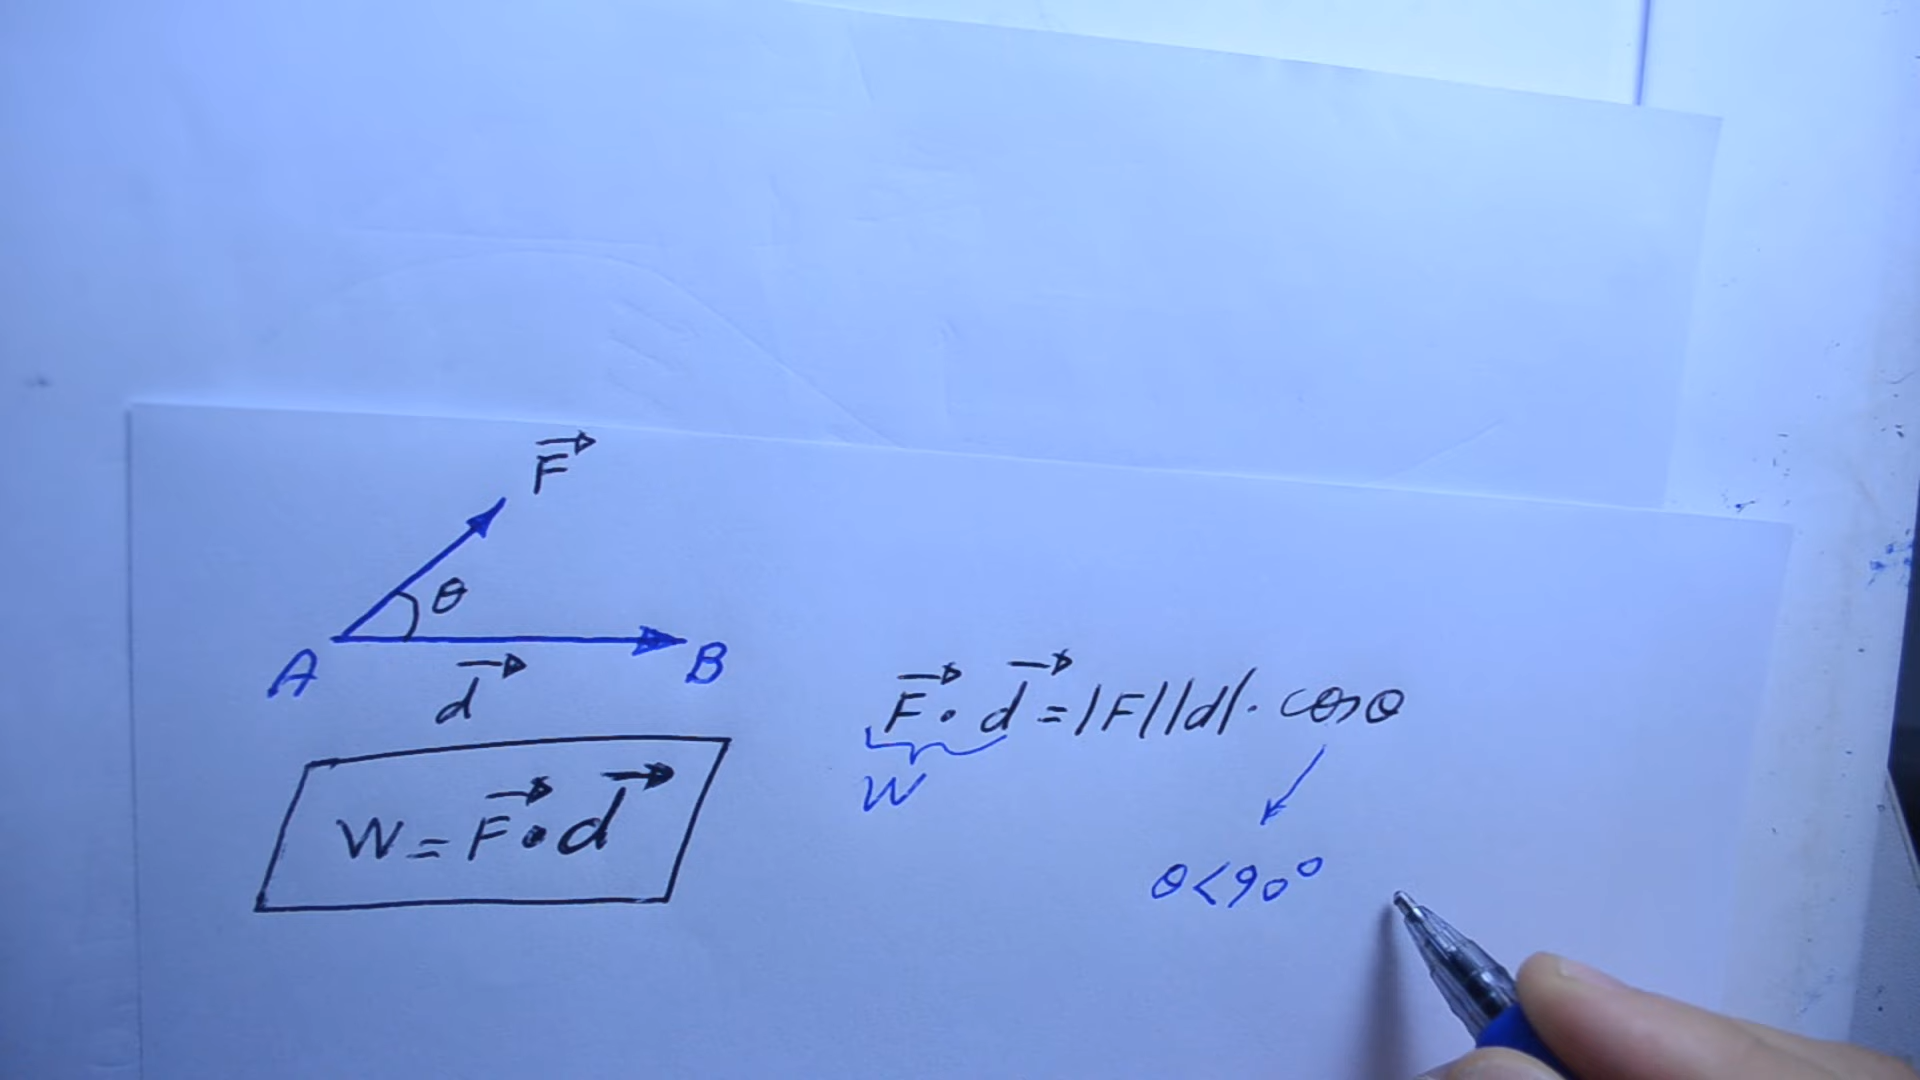 F⃗
θ
A
B
d⃗
F⃗ · d⃗ = |F||d| · cosθ
W
W = F⃗ · d⃗
θ < 90°